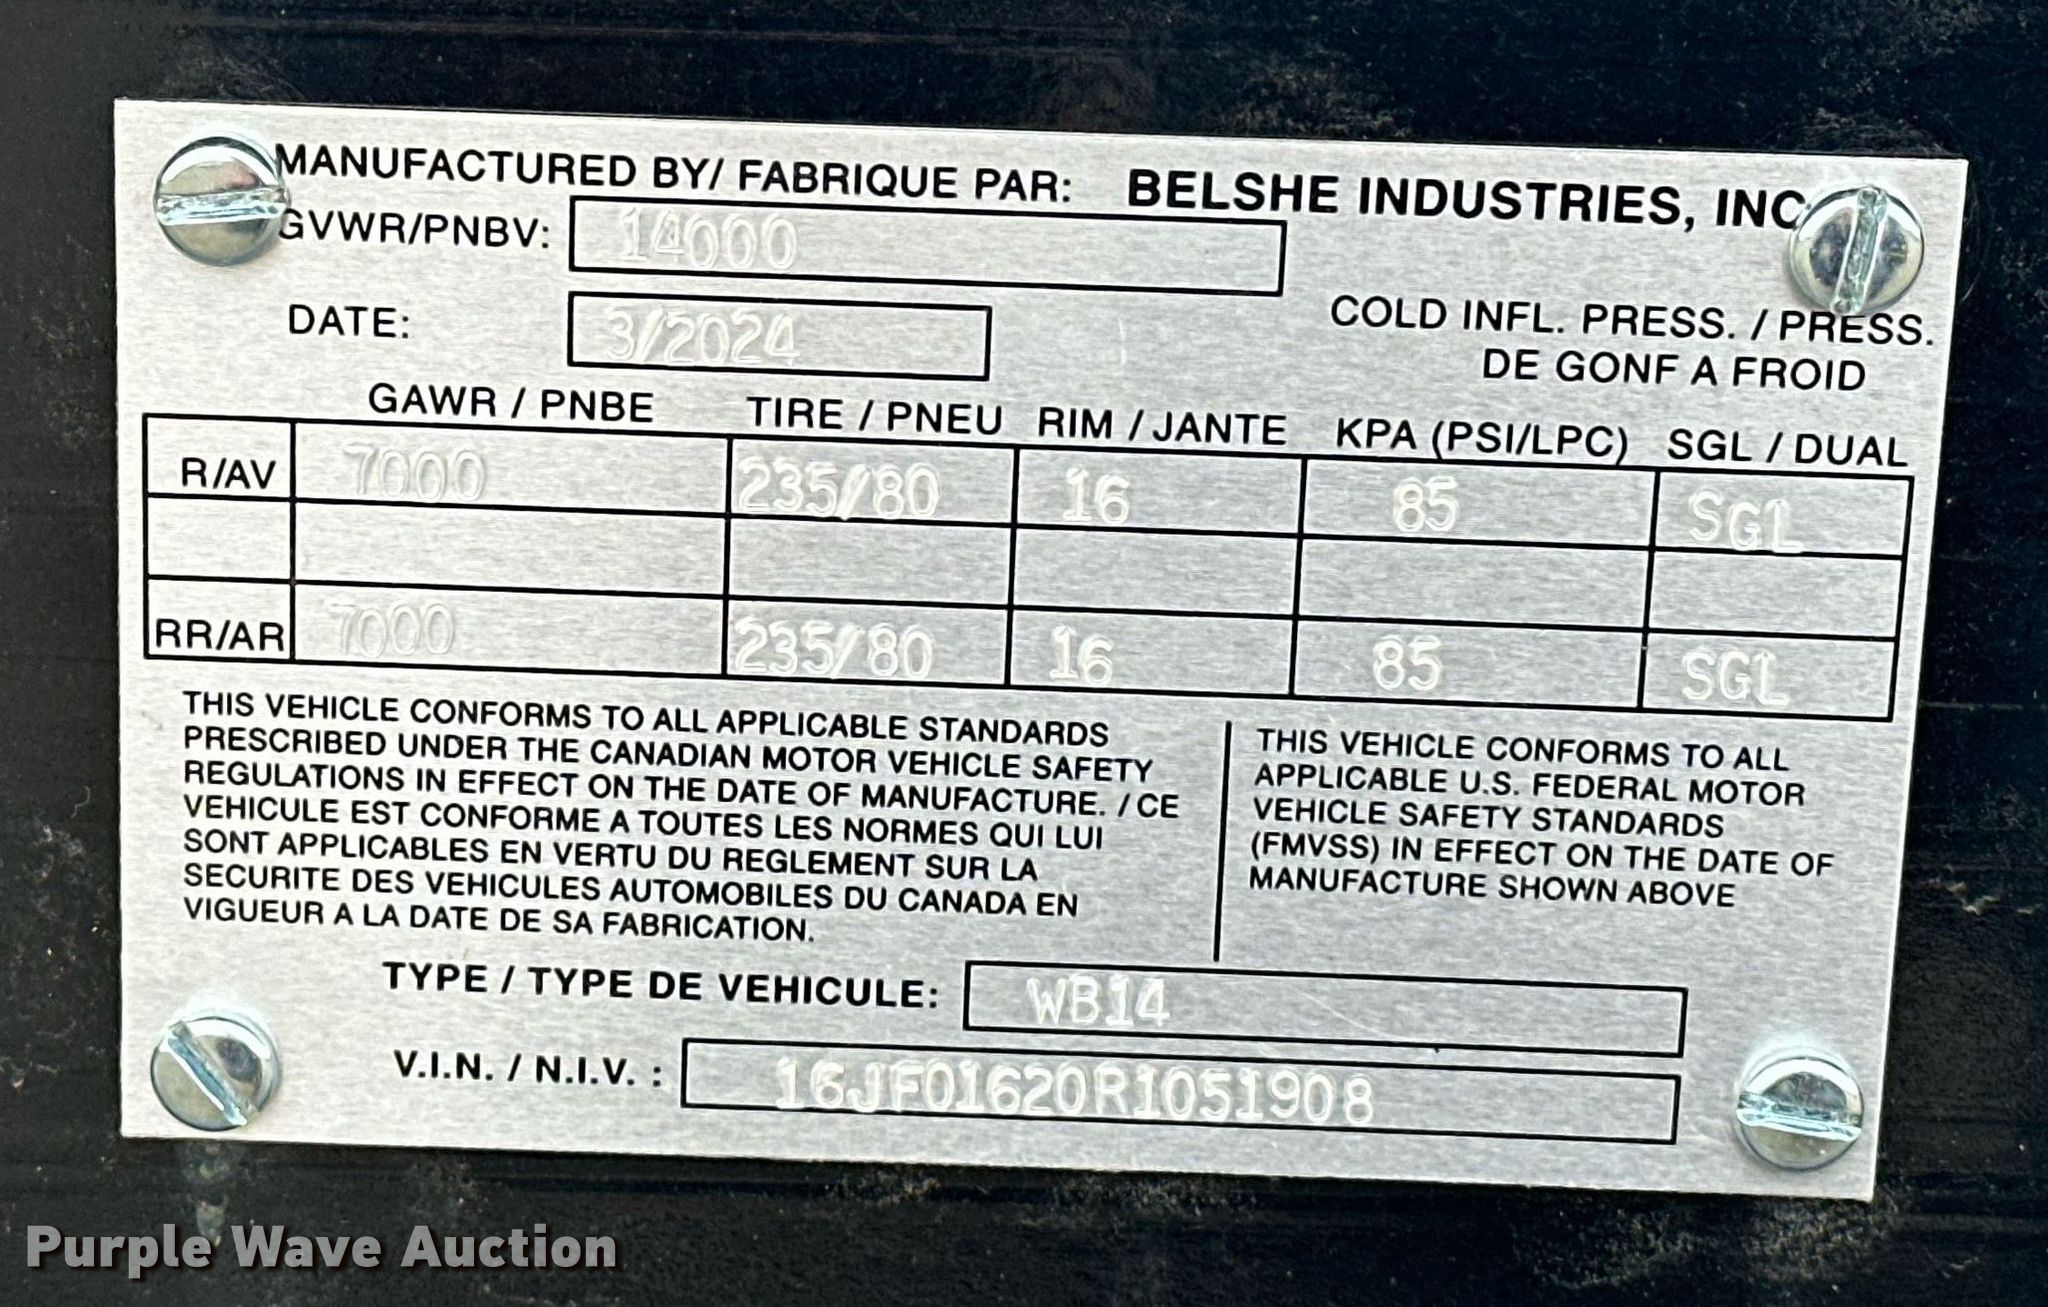 MANUFACTURED BY/ FABRIQUE PAR: BELSHE INDUSTRIES, INC
GVWR/PNBV: 14000
DATE: 3/2024
COLD INFL. PRESS. / PRESS.
DE GONF A FROID
GAWR / PNBE TIRE / PNEU RIM / JANTE KPA (PSI/LPC) SGL / DUAL
R/AV 7000 235/80 16 85 SGL
RR/AR 7000 235/80 16 85 SGL
THIS VEHICLE CONFORMS TO ALL APPLICABLE STANDARDS
PRESCRIBED UNDER THE CANADIAN MOTOR VEHICLE SAFETY
REGULATIONS IN EFFECT ON THE DATE OF MANUFACTURE. / CE
VEHICULE EST CONFORME A TOUTES LES NORMES QUI LUI
SONT APPLICABLES EN VERTU DU REGLEMENT SUR LA
SECURITE DES VEHICULES AUTOMOBILES DU CANADA EN
VIGUEUR A LA DATE DE SA FABRICATION.
THIS VEHICLE CONFORMS TO ALL
APPLICABLE U.S. FEDERAL MOTOR
VEHICLE SAFETY STANDARDS
(FMVSS) IN EFFECT ON THE DATE OF
MANUFACTURE SHOWN ABOVE
TYPE / TYPE DE VEHICULE: WB14
V.I.N. / N.I.V. : 16JF01620R1051908
Purple Wave Auction